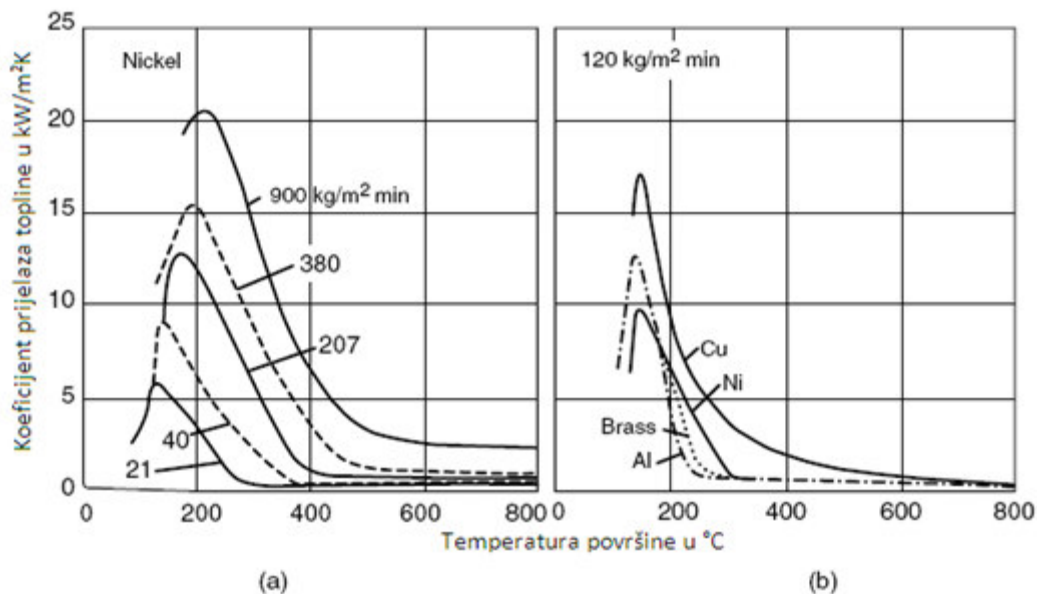 Koeficijent prijelaza topline u kW/m²K
25
20
15
10
5
0
Nickel
900 kg/m² min
380
207
40
21
0
200
400
600
800
120 kg/m² min
Cu
Ni
Brass
Al
0
200
400
600
800
Temperatura površine u °C
(a)
(b)